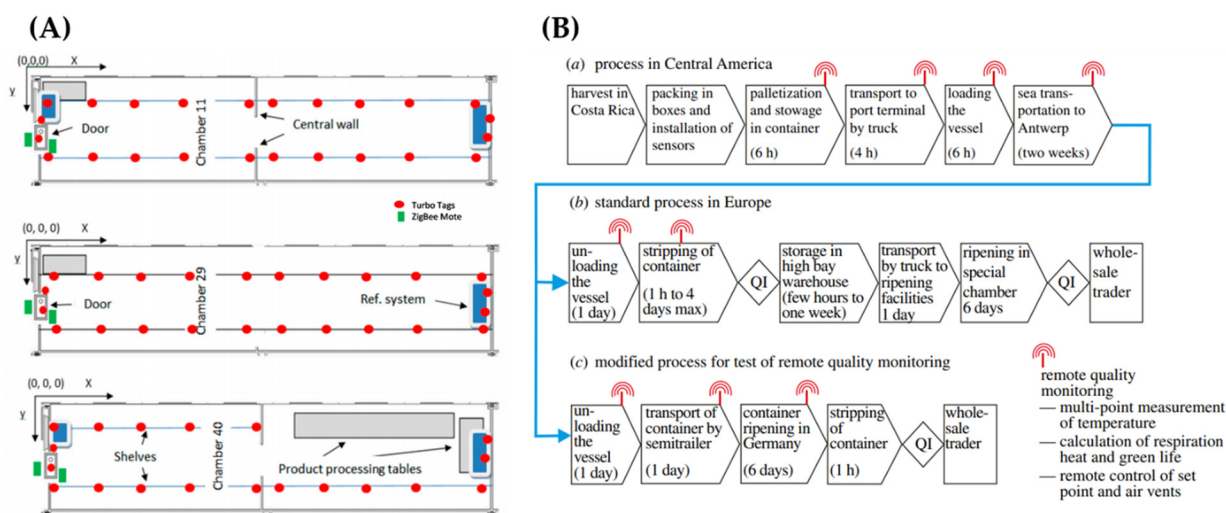 (A)
(0,0,0)
X
y
Door
Chamber 11
Central wall
Turbo Tags
ZigBee Mote
(0, 0, 0)
X
y
Door
Chamber 29
Ref. system
(0, 0, 0)
X
y
Shelves
Chamber 40
Product processing tables
(B)
(a) process in Central America
harvest in
Costa Rica
packing in
boxes and
installation of
sensors
palletization
and stowage
in container
(6 h)
transport to
port terminal
by truck
(4 h)
loading
the
vessel
(6 h)
sea trans-
portation to
Antwerp
(two weeks)
(b) standard process in Europe
un-
loading
the
vessel
(1 day)
stripping of
container
(1 h to 4
days max)
QI
storage in
high bay
warehouse
(few hours to
one week)
transport
by truck to
ripening
facilities
1 day
ripening in
special
chamber
6 days
QI
whole-
sale
trader
(c) modified process for test of remote quality monitoring
un-
loading
the
vessel
(1 day)
transport of
container by
semitrailer
(1 day)
container
ripening in
Germany
(6 days)
stripping
of
container
(1 h)
QI
whole-
sale
trader
remote quality
monitoring
— multi-point measurement
of temperature
— calculation of respiration
heat and green life
— remote control of set
point and air vents